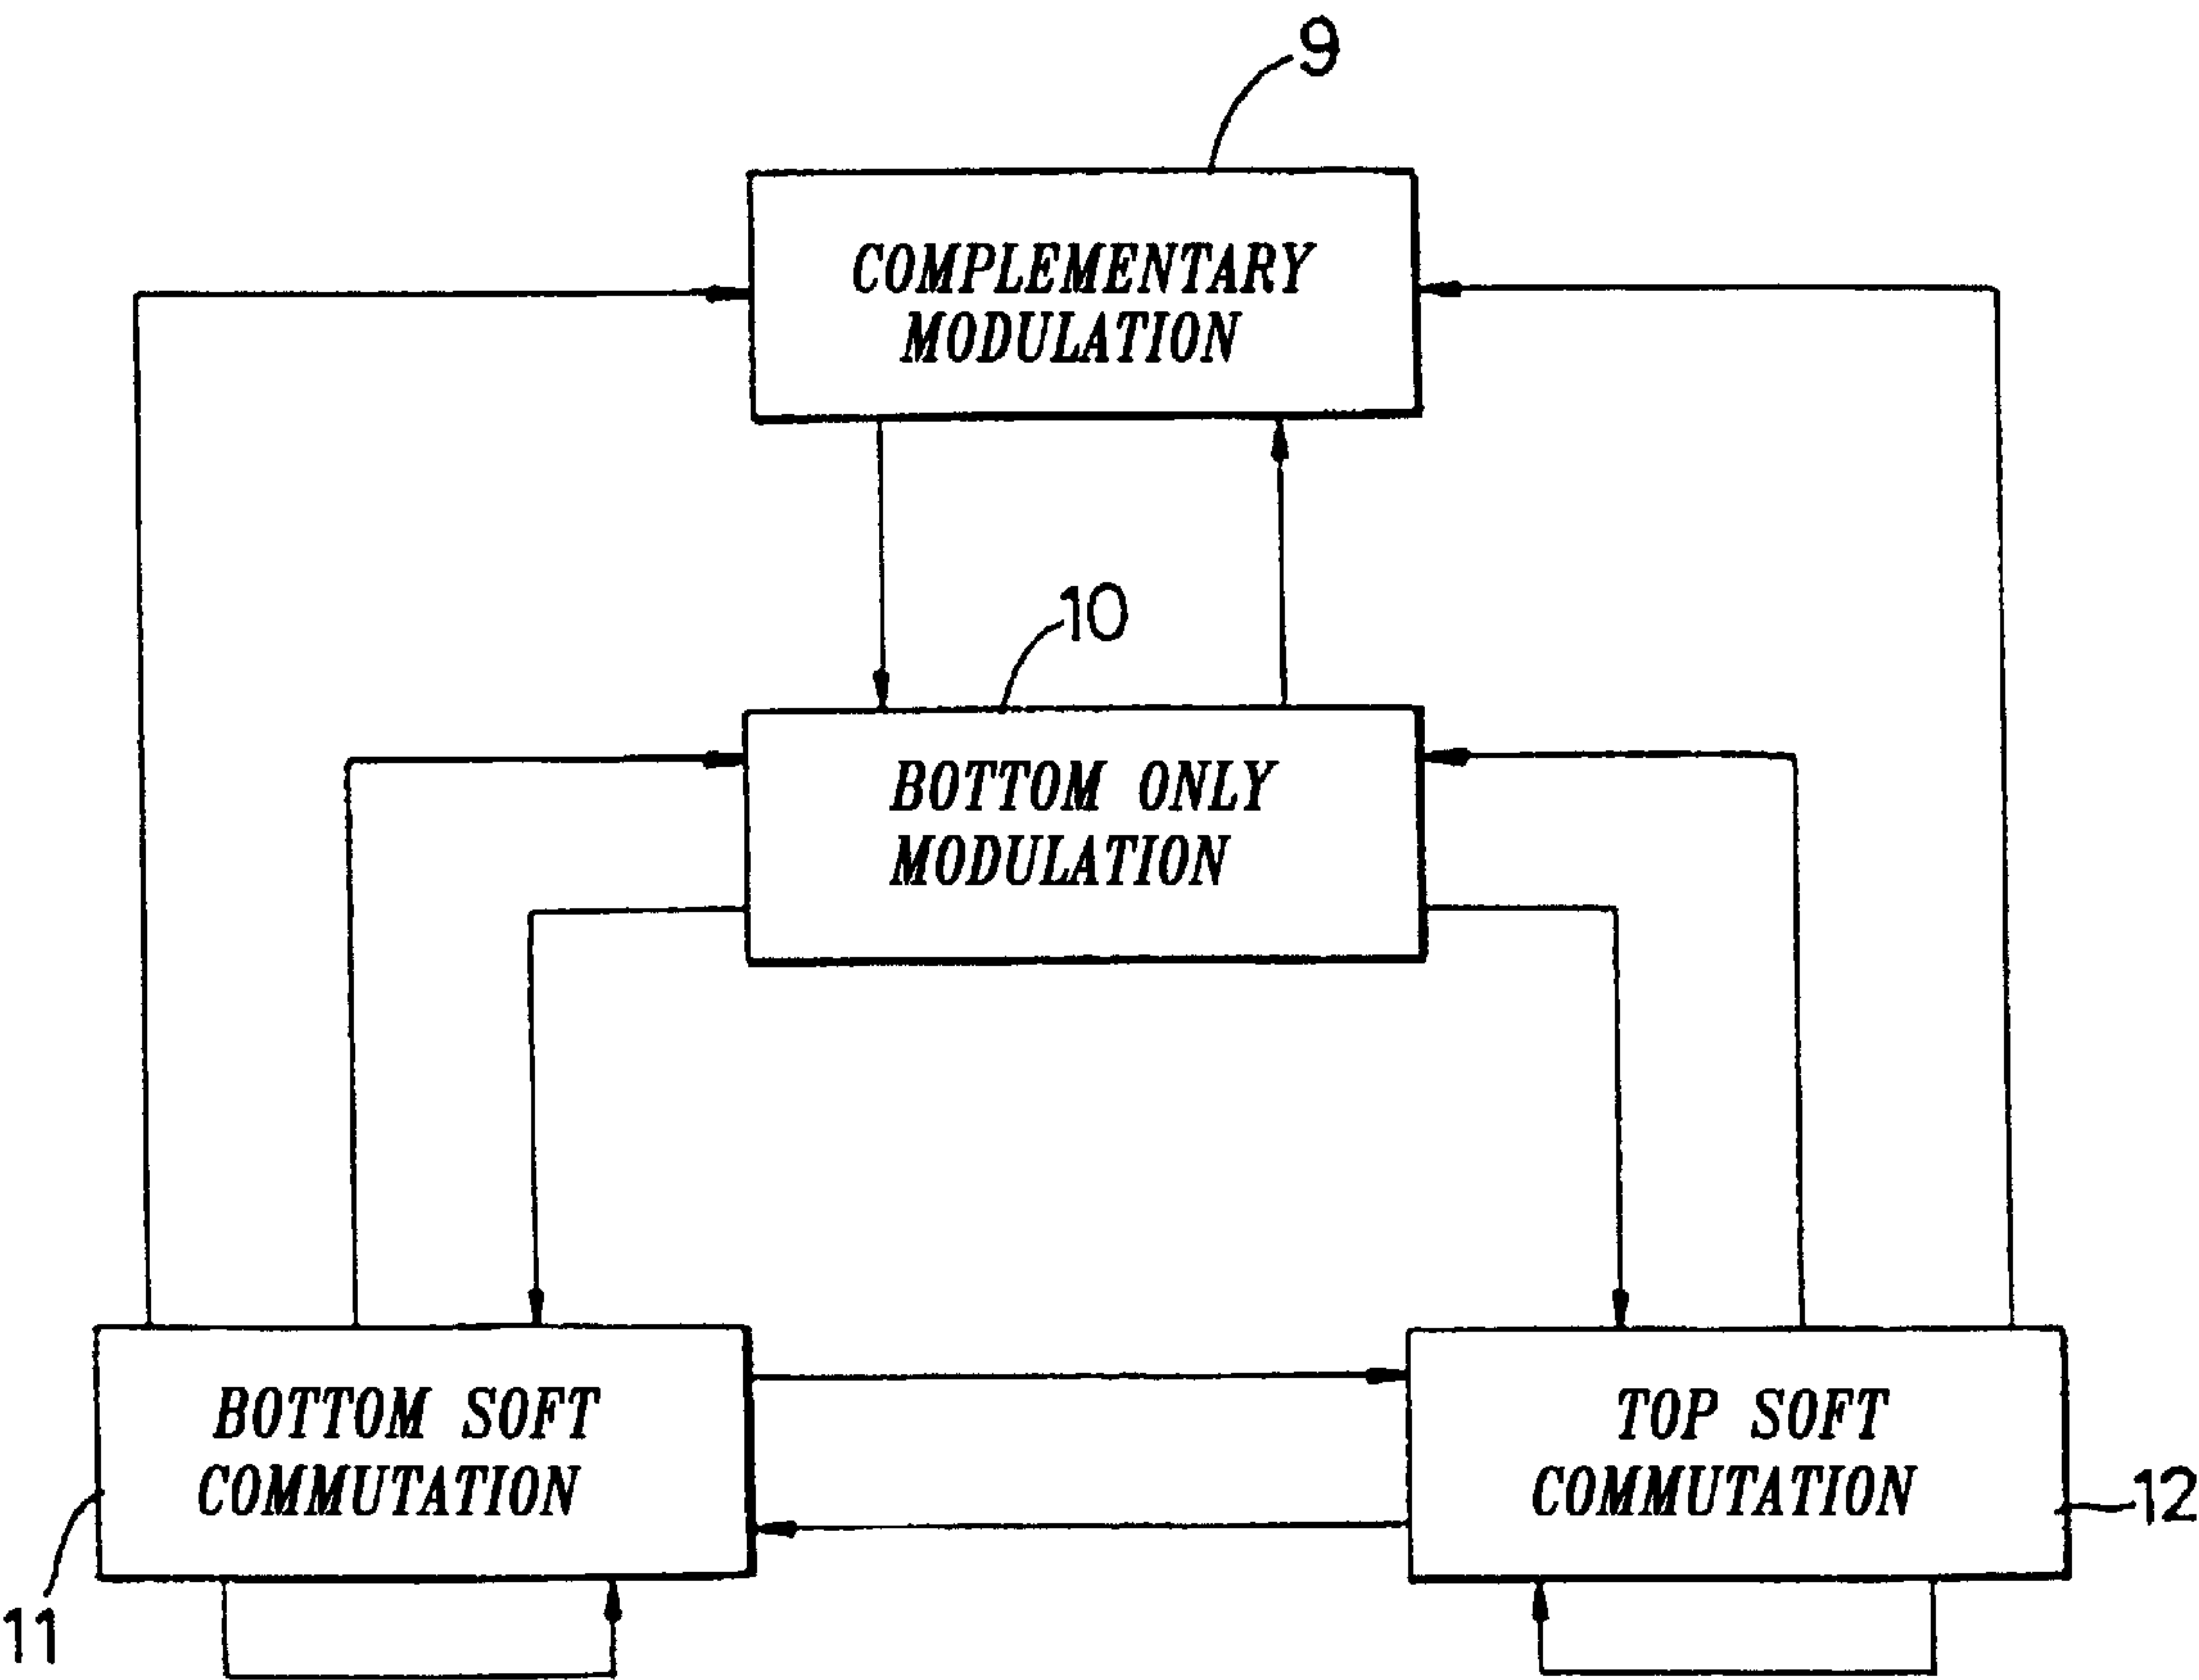 9
COMPLEMENTARY
MODULATION
10
BOTTOM ONLY
MODULATION
BOTTOM SOFT
COMMUTATION
11
TOP SOFT
COMMUTATION
12